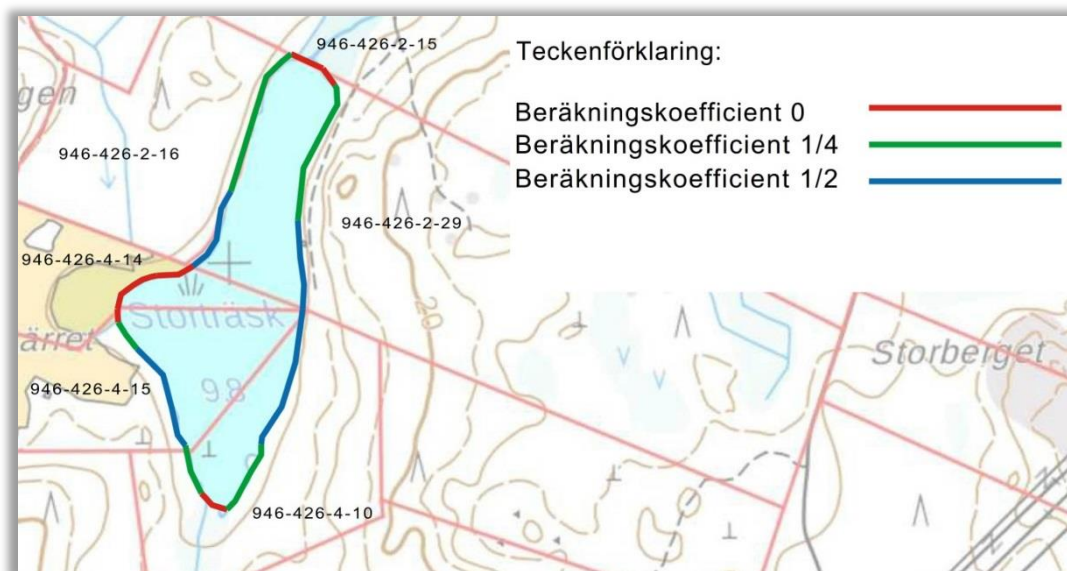 946-426-2-15
Teckenförklaring:
gen
Beräkningskoefficient 0
Beräkningskoefficient 1/4
946-426-2-16
Beräkningskoefficient 1/2
946-426-2-29
946-426-4-14
20
Storträsk
ärret
Storberget
946-426-4-15
9.8
946-426-4-10